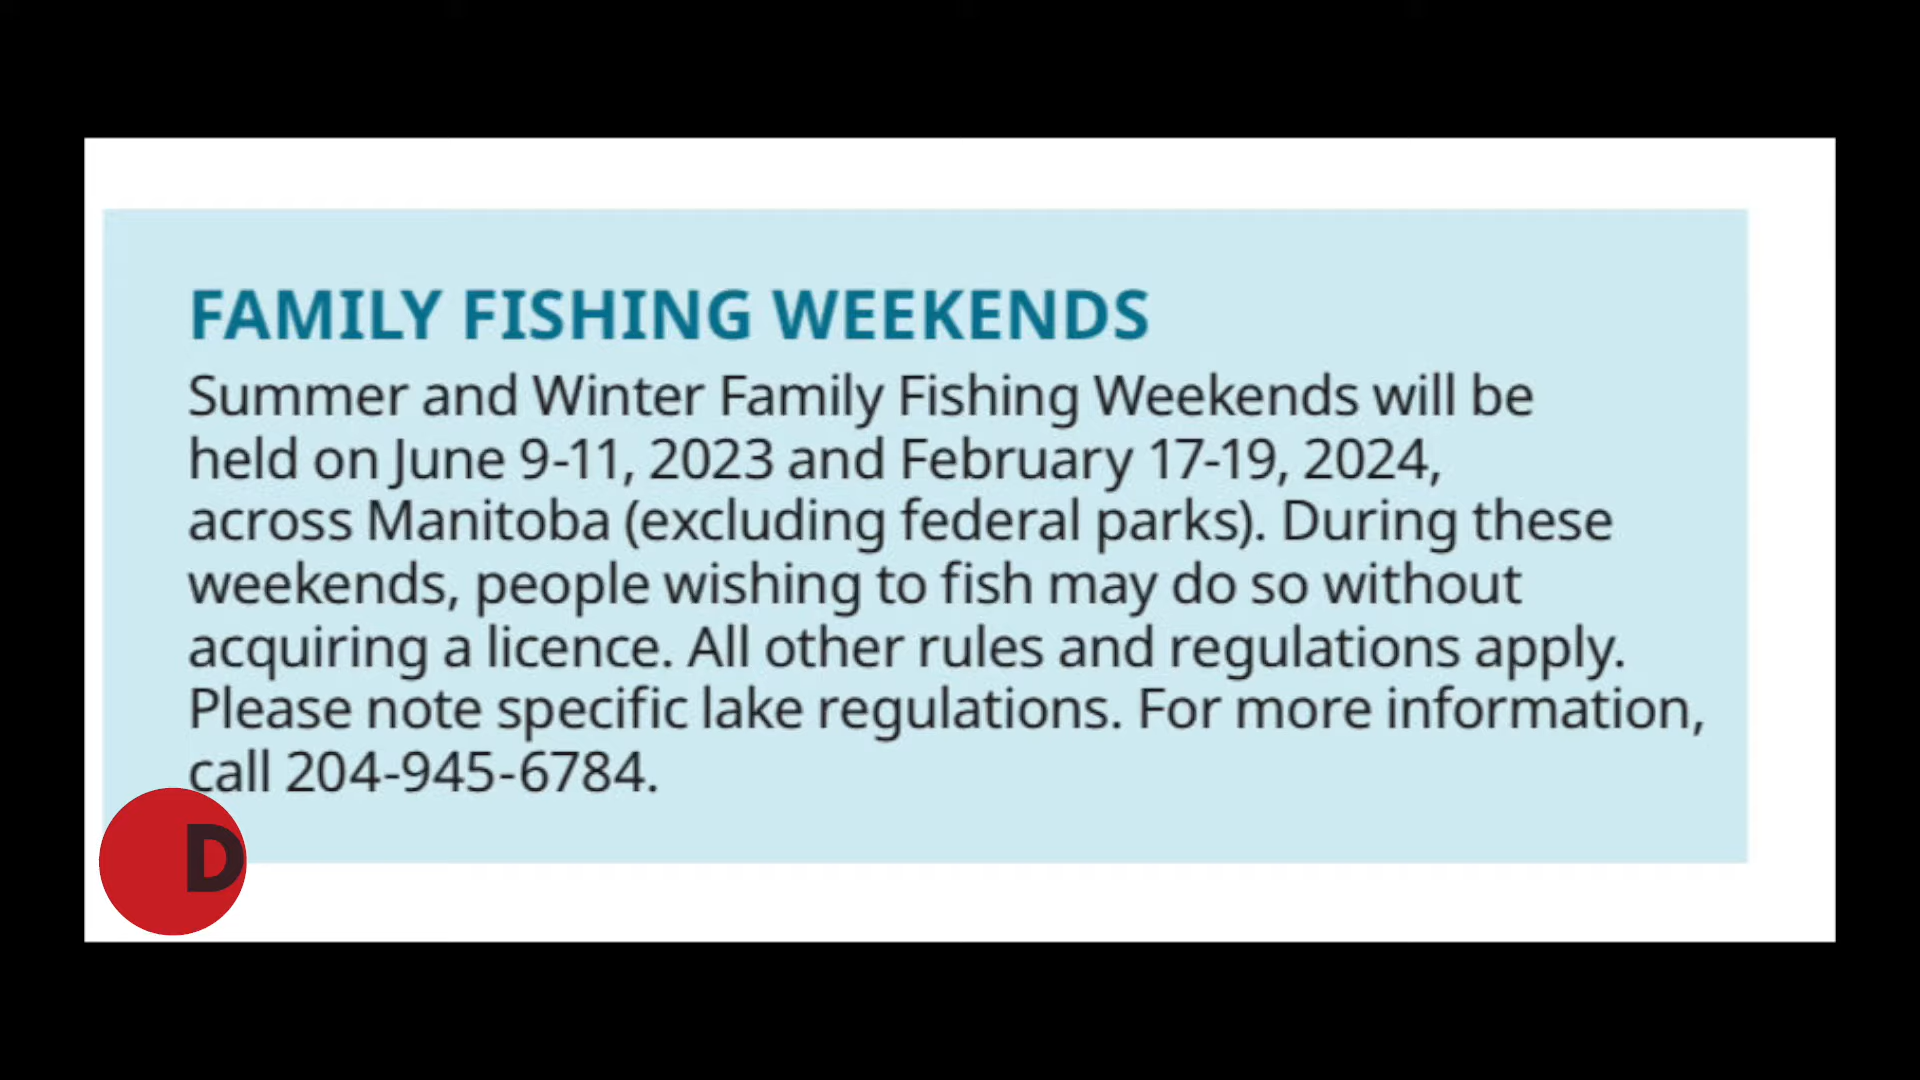 FAMILY FISHING WEEKENDS
Summer and Winter Family Fishing Weekends will be
held on June 9-11, 2023 and February 17-19, 2024,
across Manitoba (excluding federal parks). During these
weekends, people wishing to fish may do so without
acquiring a licence. All other rules and regulations apply.
Please note specific lake regulations. For more information,
call 204-945-6784.
D